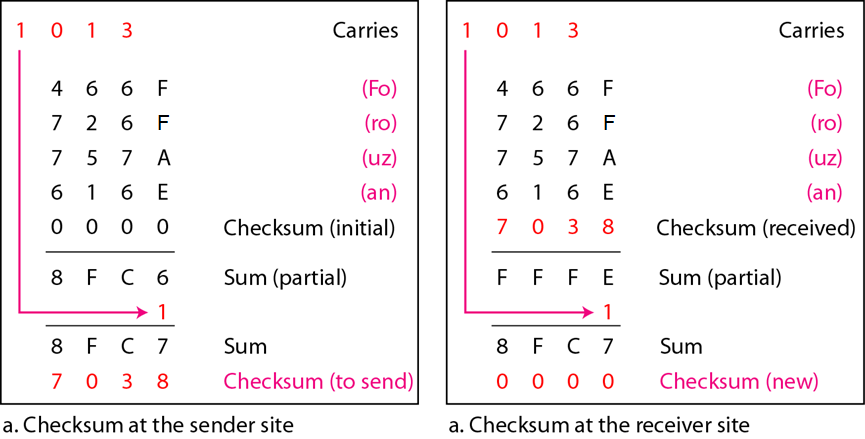 1 0 1 3 Carries
4 6 6 F (Fo)
7 2 6 F (ro)
7 5 7 A (uz)
6 1 6 E (an)
0 0 0 0 Checksum (initial)
8 F C 6 Sum (partial)
1
8 F C 7 Sum
7 0 3 8 Checksum (to send)
a. Checksum at the sender site
1 0 1 3 Carries
4 6 6 F (Fo)
7 2 6 F (ro)
7 5 7 A (uz)
6 1 6 E (an)
7 0 3 8 Checksum (received)
F F F E Sum (partial)
1
8 F C 7 Sum
0 0 0 0 Checksum (new)
a. Checksum at the receiver site